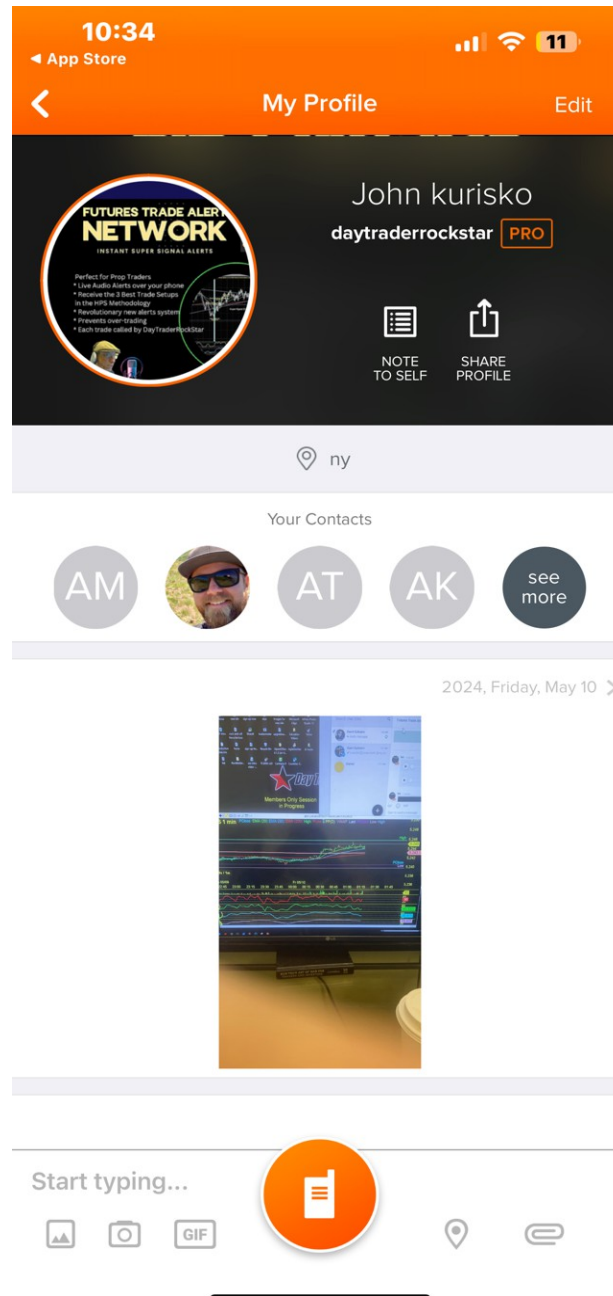 10:34
11
App Store
My Profile
Edit
John kurisko
daytraderrockstar PRO
FUTURES TRADE ALERT
NETWORK
INSTANT SUPER SIGNAL ALERTS
Perfect for Prop Traders
* Live Audio Alerts over your phone
* Receive the 3 Best Trade Setups
in the HPS Methodology
* Revolutionary new alerts system
* Prevents over-trading
* Each trade called by DayTraderRockStar
NOTE
TO SELF
SHARE
PROFILE
ny
Your Contacts
AM
AT
AK
see
more
2024, Friday, May 10
Members Only Session
in Progress
1 min
LG
Start typing...
GIF